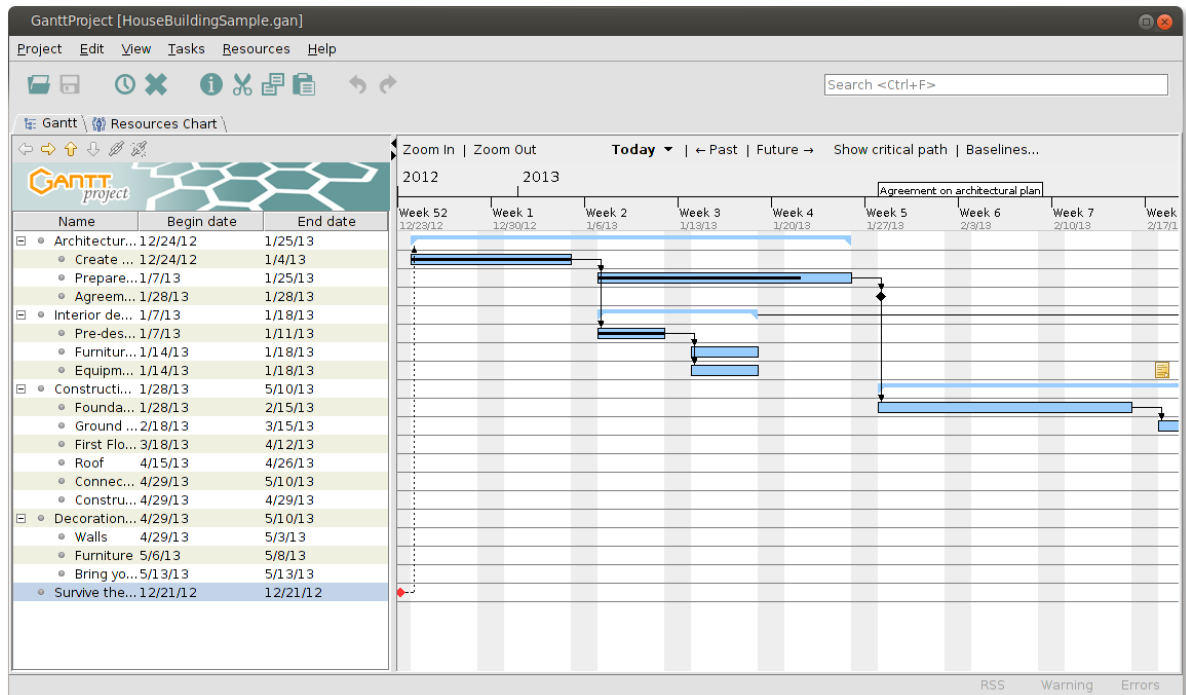 GanttProject [HouseBuildingSample.gan]
Project Edit View Tasks Resources Help
Search <Ctrl+F>
Gantt Resources Chart
Zoom In | Zoom Out Today | ← Past | Future → Show critical path | Baselines...
GANTT project
2012 2013
Agreement on architectural plan
Name Begin date End date
Week 52 Week 1 Week 2 Week 3 Week 4 Week 5 Week 6 Week 7 Week
12/23/12 12/30/12 1/6/13 1/13/13 1/20/13 1/27/13 2/3/13 2/10/13 2/17/1
Architectur... 12/24/12 1/25/13
Create ... 12/24/12 1/4/13
Prepare... 1/7/13 1/25/13
Agreem... 1/28/13 1/28/13
Interior de... 1/7/13 1/18/13
Pre-des... 1/7/13 1/11/13
Furnitur... 1/14/13 1/18/13
Equipm... 1/14/13 1/18/13
Constructi... 1/28/13 5/10/13
Founda... 1/28/13 2/15/13
Ground ... 2/18/13 3/15/13
First Flo... 3/18/13 4/12/13
Roof 4/15/13 4/26/13
Connec... 4/29/13 5/10/13
Constru... 4/29/13 4/29/13
Decoration... 4/29/13 5/10/13
Walls 4/29/13 5/3/13
Furniture 5/6/13 5/8/13
Bring yo... 5/13/13 5/13/13
Survive the... 12/21/12 12/21/12
RSS Warning Errors